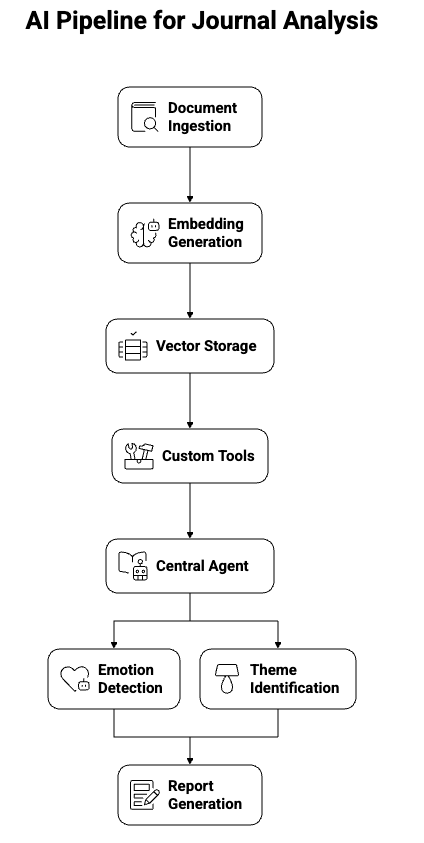 AI Pipeline for Journal Analysis
Document
Ingestion
Embedding
Generation
Vector Storage
Custom Tools
Central Agent
Emotion
Detection
Theme
Identification
Report
Generation